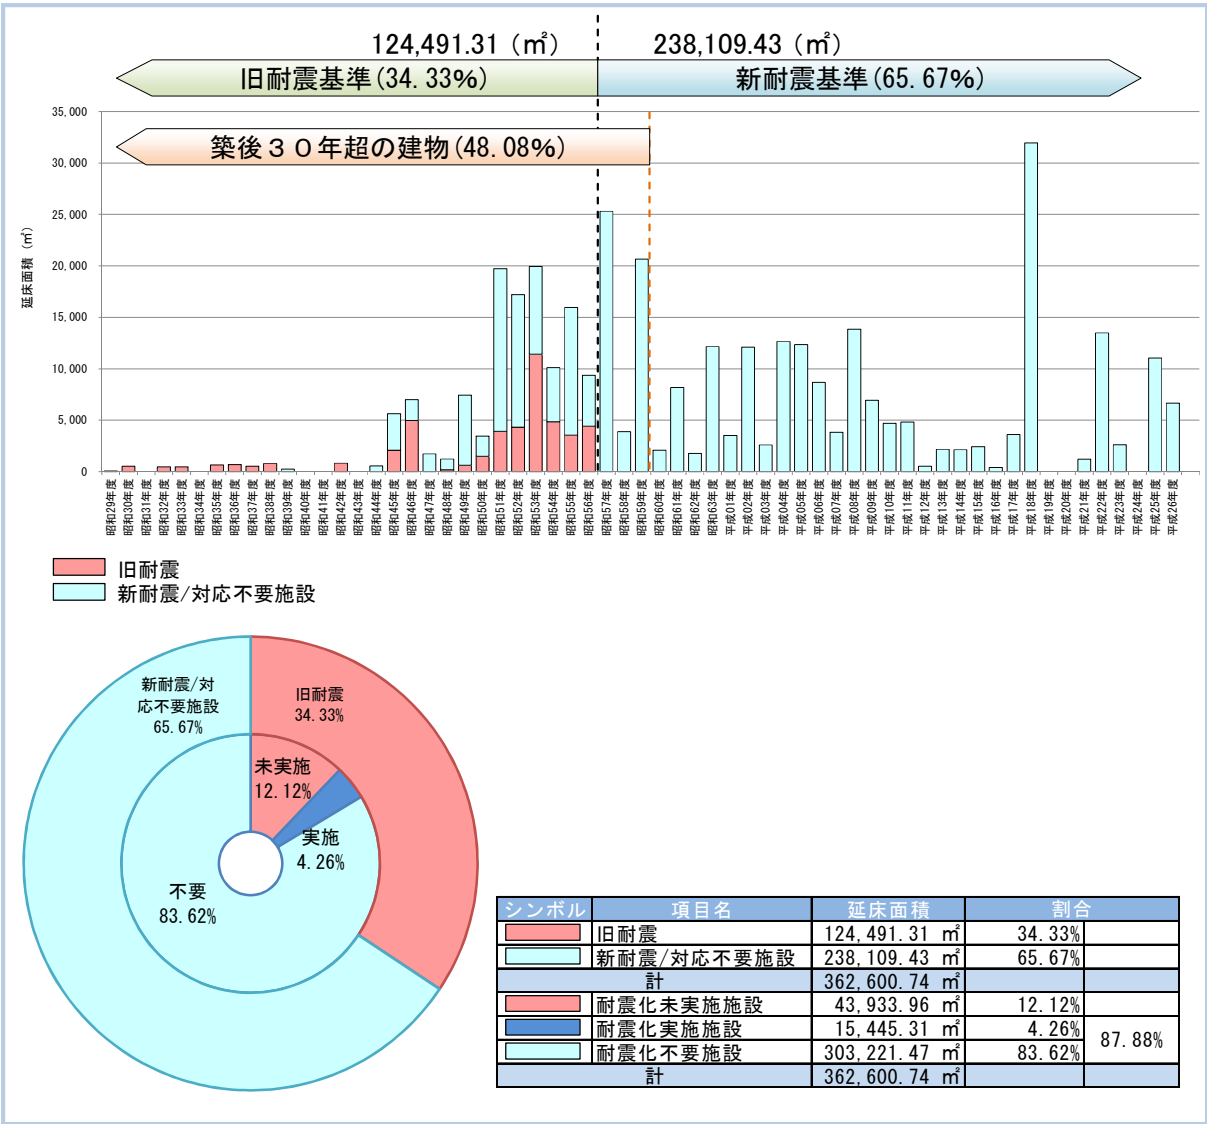 124,491.31（㎡）
238,109.43（㎡）
旧耐震基準(34.33%)
新耐震基準(65.67%)
築後３０年超の建物(48.08%)
延床面積（㎡）
35,000
30,000
25,000
20,000
15,000
10,000
5,000
0
昭和29年度
昭和30年度
昭和31年度
昭和32年度
昭和33年度
昭和34年度
昭和35年度
昭和36年度
昭和37年度
昭和38年度
昭和39年度
昭和40年度
昭和41年度
昭和42年度
昭和43年度
昭和44年度
昭和45年度
昭和46年度
昭和47年度
昭和48年度
昭和49年度
昭和50年度
昭和51年度
昭和52年度
昭和53年度
昭和54年度
昭和55年度
昭和56年度
昭和57年度
昭和58年度
昭和59年度
昭和60年度
昭和61年度
昭和62年度
昭和63年度
平成01年度
平成02年度
平成03年度
平成04年度
平成05年度
平成06年度
平成07年度
平成08年度
平成09年度
平成10年度
平成11年度
平成12年度
平成13年度
平成14年度
平成15年度
平成16年度
平成17年度
平成18年度
平成19年度
平成20年度
平成21年度
平成22年度
平成23年度
平成24年度
平成25年度
平成26年度
旧耐震
新耐震/対応不要施設
新耐震/対
応不要施設
65.67%
旧耐震
34.33%
未実施
12.12%
実施
4.26%
不要
83.62%
シンボル 項目名 延床面積 割合
旧耐震 124,491.31 ㎡ 34.33%
新耐震/対応不要施設 238,109.43 ㎡ 65.67%
計 362,600.74 ㎡
耐震化未実施施設 43,933.96 ㎡ 12.12%
耐震化実施施設 15,445.31 ㎡ 4.26%
87.88%
耐震化不要施設 303,221.47 ㎡ 83.62%
計 362,600.74 ㎡